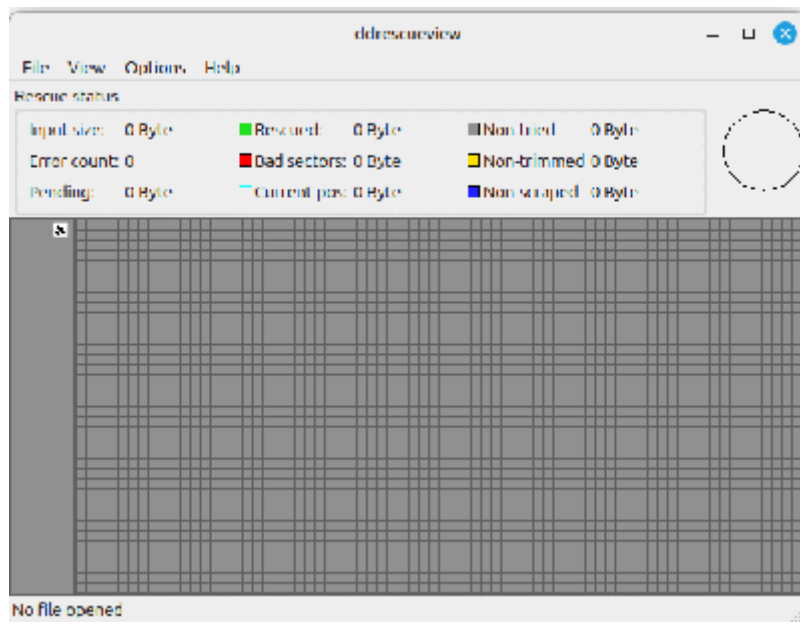 ddrescueview
File View Options Help
Rescue status
Input size: 0 Byte Rescued: 0 Byte Non-tried 0 Byte
Error count: 0 Bad sectors: 0 Byte Non-trimmed 0 Byte
Pending: 0 Byte Current pos: 0 Byte Non-scraped 0 Byte
No file opened